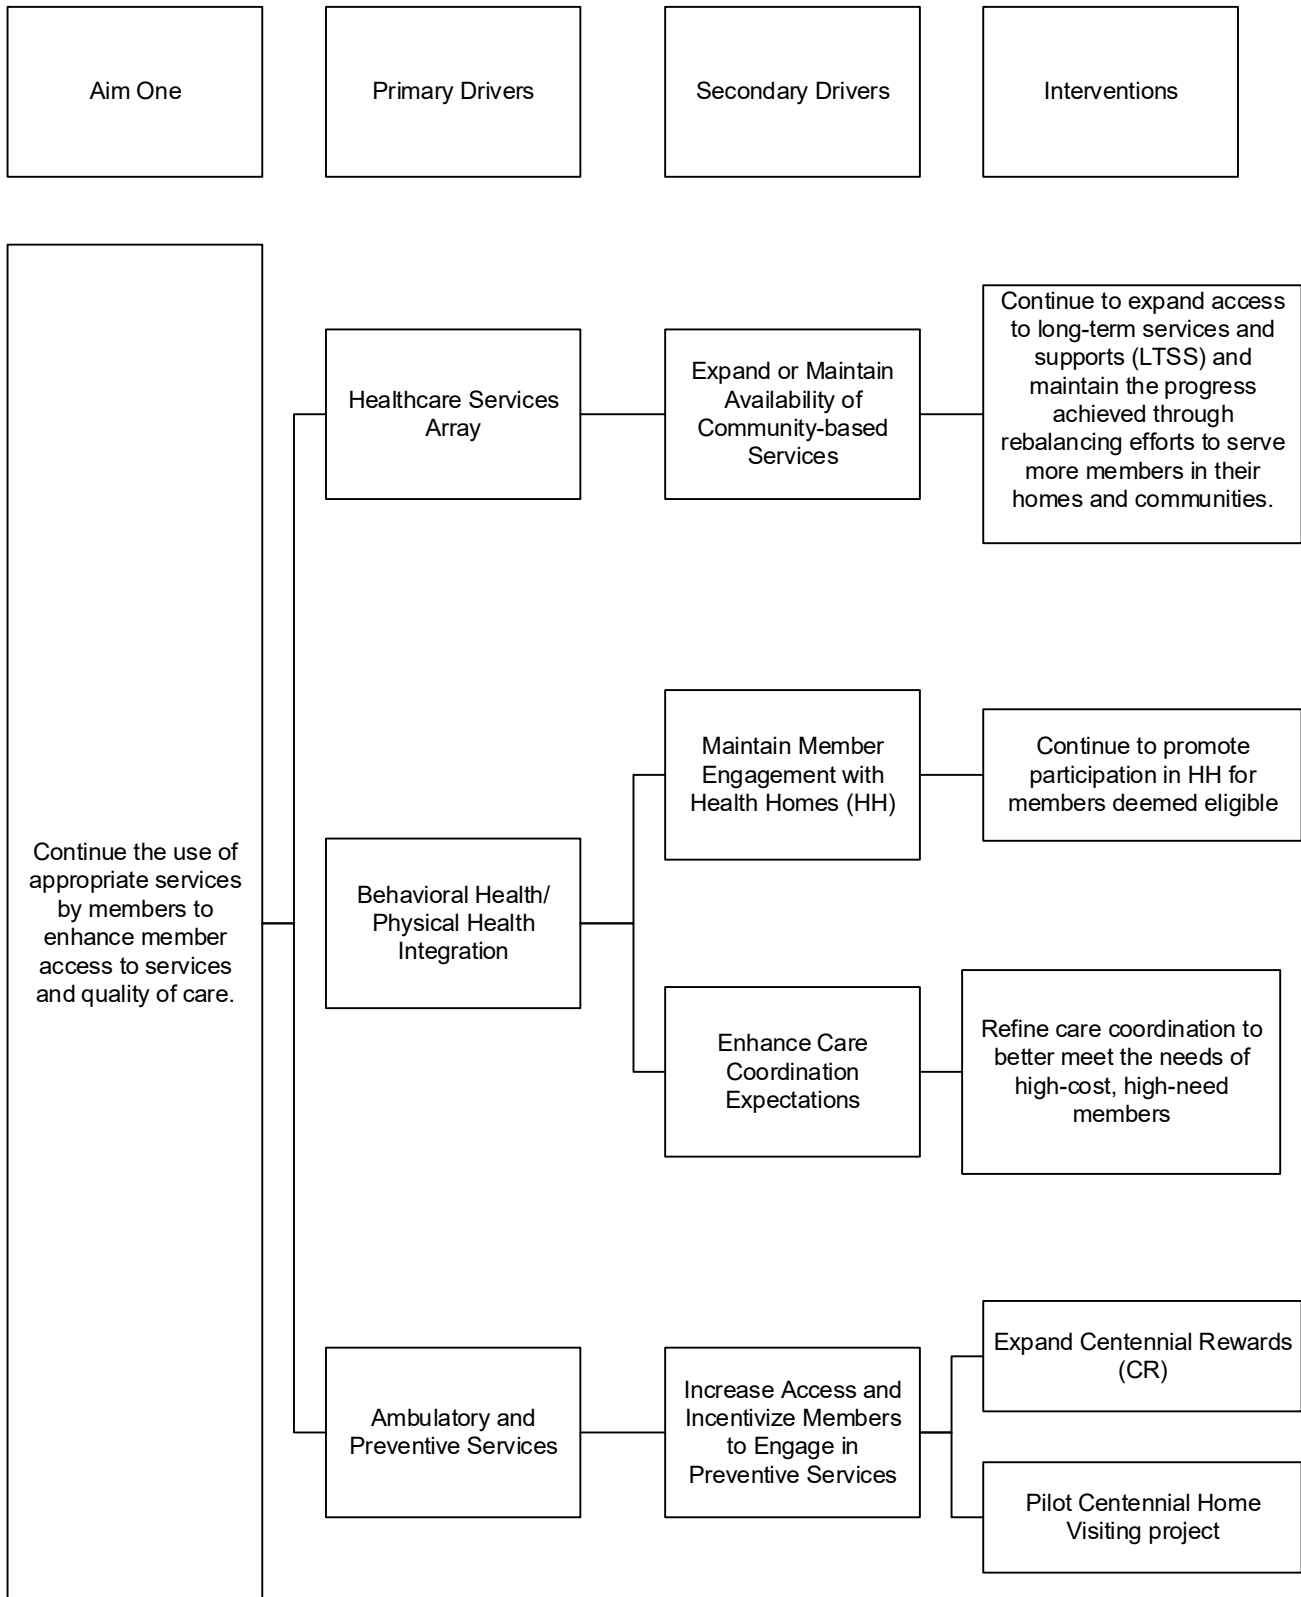 Aim One
Primary Drivers
Secondary Drivers
Interventions
Continue the use of
appropriate services
by members to
enhance member
access to services
and quality of care.
Healthcare Services
Array
Expand or Maintain
Availability of
Community-based
Services
Continue to expand access
to long-term services and
supports (LTSS) and
maintain the progress
achieved through
rebalancing efforts to serve
more members in their
homes and communities.
Behavioral Health/
Physical Health
Integration
Maintain Member
Engagement with
Health Homes (HH)
Continue to promote
participation in HH for
members deemed eligible
Enhance Care
Coordination
Expectations
Refine care coordination to
better meet the needs of
high-cost, high-need
members
Ambulatory and
Preventive Services
Increase Access and
Incentivize Members
to Engage in
Preventive Services
Expand Centennial Rewards
(CR)
Pilot Centennial Home
Visiting project